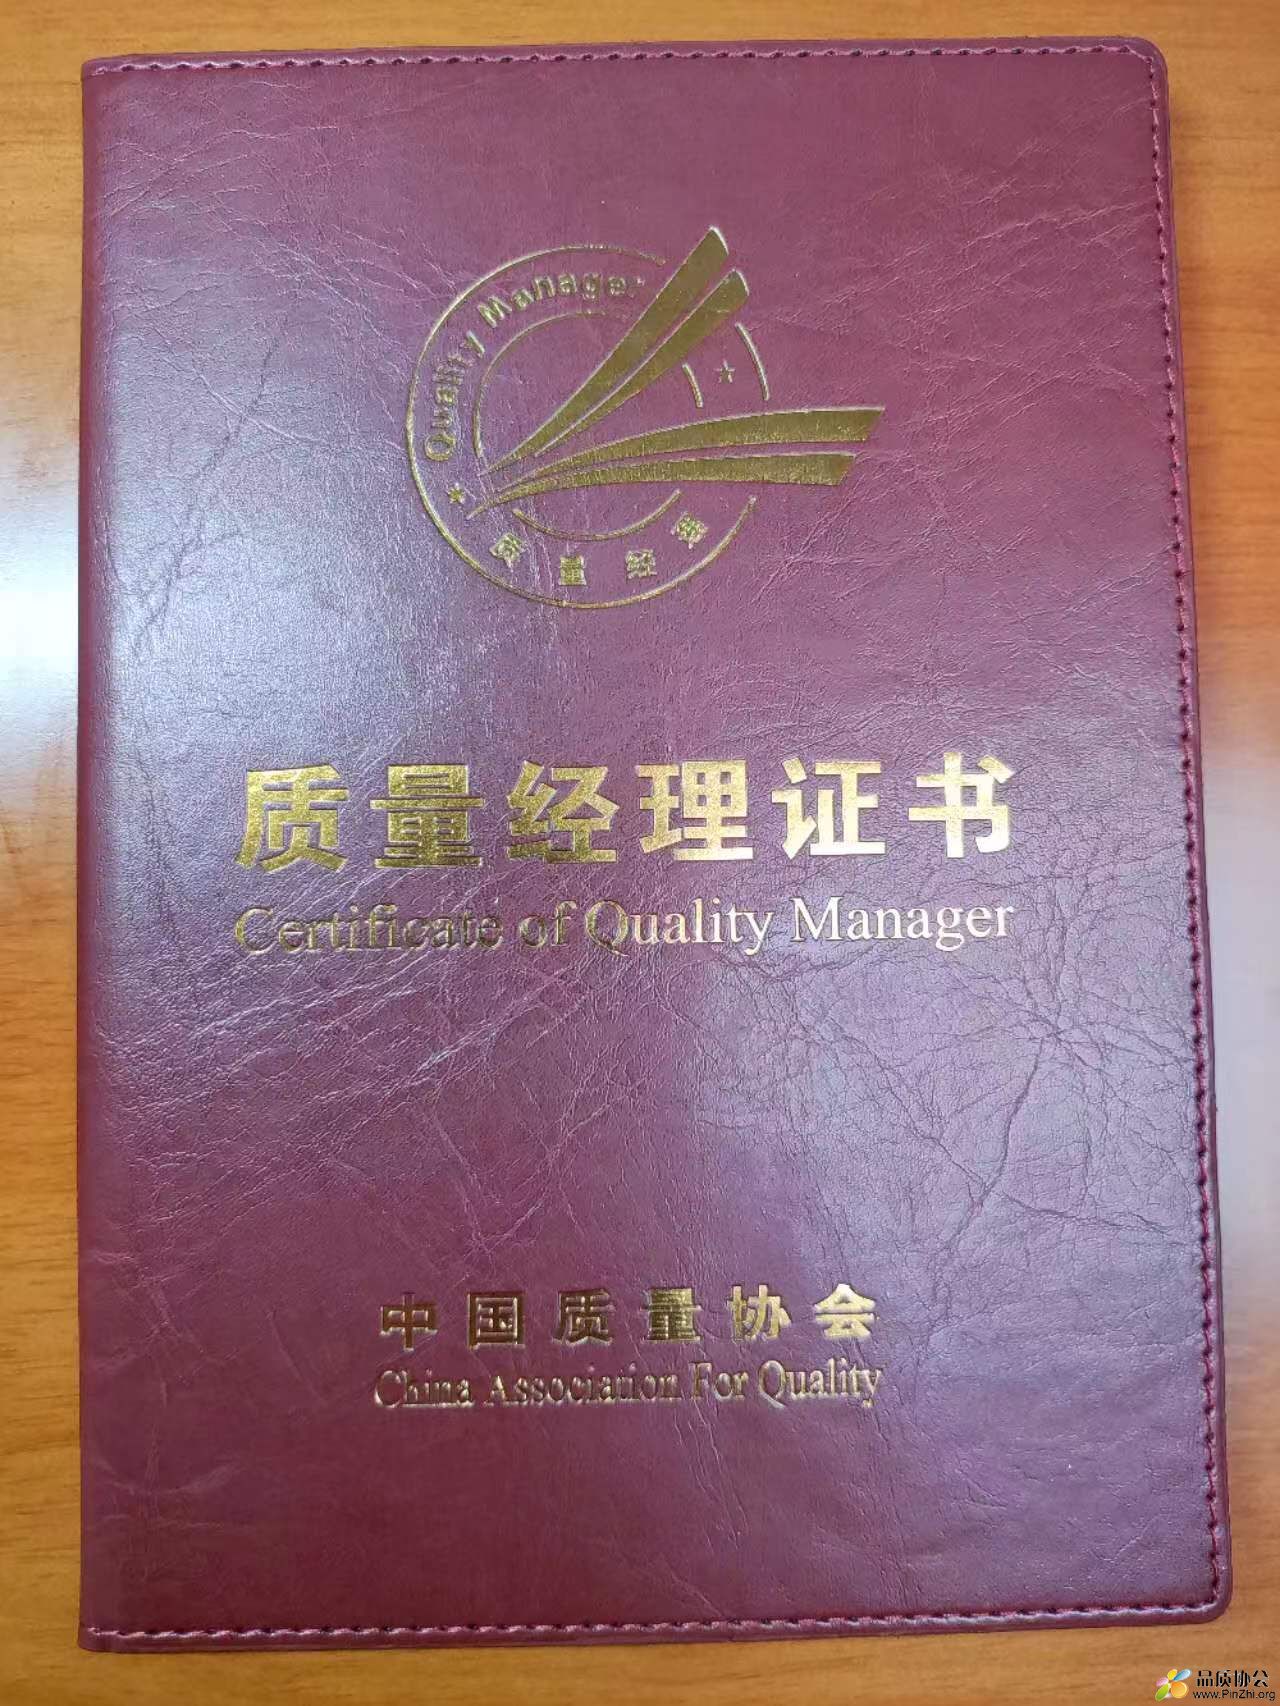 Quality Manager
质量经理
质量经理证书
Certificate of Quality Manager
中国质量协会
China Association For Quality
品质协会
www.PinZhi.org